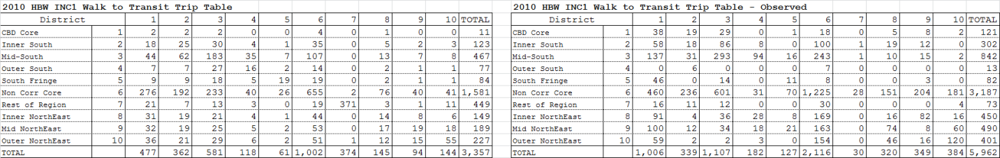 2010 HBW INC1 Walk to Transit Trip Table
District 1 2 3 4 5 6 7 8 9 10 TOTAL
CBD Core 1 2 2 2 0 0 4 0 1 0 0 11
Inner South 2 18 25 30 4 1 35 0 5 2 3 123
Mid-South 3 44 62 183 35 7 107 0 13 7 8 467
Outer South 4 7 7 27 16 2 14 0 2 1 1 77
South Fringe 5 9 9 18 5 19 19 0 2 1 1 84
Non Corr Core 6 276 192 233 40 26 655 2 76 40 41 1,581
Rest of Region 7 21 7 13 3 0 19 371 3 1 11 449
Inner NorthEast 8 31 19 21 4 1 44 0 14 8 6 149
Mid NorthEast 9 32 19 25 5 2 53 0 17 19 18 189
Outer NorthEast 10 36 21 29 6 2 51 1 12 15 55 227
TOTAL 477 362 581 118 61 1,002 374 145 94 144 3,357
2010 HBW INC1 Walk to Transit Trip Table - Observed
District 1 2 3 4 5 6 7 8 9 10 TOTAL
CBD Core 1 38 19 29 0 1 18 0 5 8 2 121
Inner South 2 58 18 86 8 0 100 1 19 12 0 302
Mid-South 3 137 31 293 94 16 243 1 10 15 2 842
Outer South 4 0 6 0 0 0 7 0 0 0 0 13
South Fringe 5 46 0 14 0 11 8 0 0 3 0 82
Non Corr Core 6 460 236 601 31 70 1,225 28 151 204 181 3,187
Rest of Region 7 16 11 12 0 0 30 0 0 0 4 73
Inner NorthEast 8 91 4 36 28 8 169 0 16 82 16 450
Mid NorthEast 9 100 12 34 18 21 163 0 74 8 60 490
Outer NorthEast 10 59 2 2 3 0 154 0 46 16 120 401
TOTAL 1,006 339 1,107 182 127 2,116 30 320 349 384 5,962